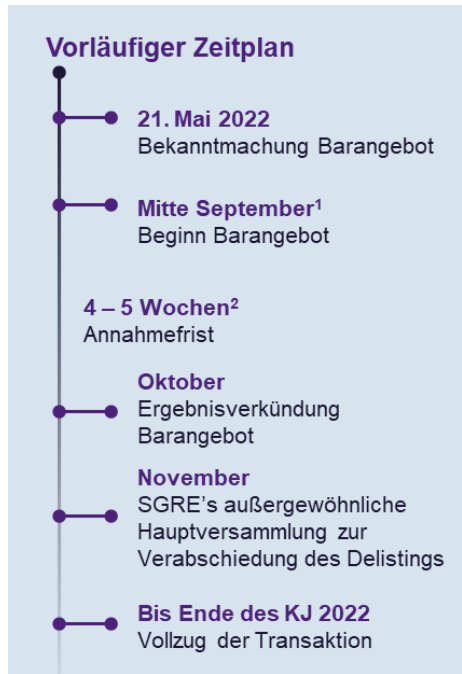 Vorläufiger Zeitplan
21. Mai 2022
Bekanntmachung Barangebot
Mitte September¹
Beginn Barangebot
4 – 5 Wochen²
Annahmefrist
Oktober
Ergebnisverkündung
Barangebot
November
SGRE's außergewöhnliche
Hauptversammlung zur
Verabschiedung des Delistings
Bis Ende des KJ 2022
Vollzug der Transaktion